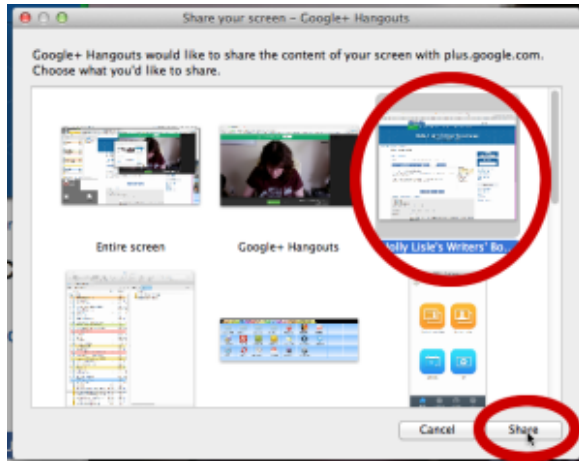 Share your screen – Google+ Hangouts
Google+ Hangouts would like to share the content of your screen with plus.google.com.
Choose what you'd like to share.
Entire screen
Google+ Hangouts
Holly Lisle's Writers' Bo...
Cancel
Share